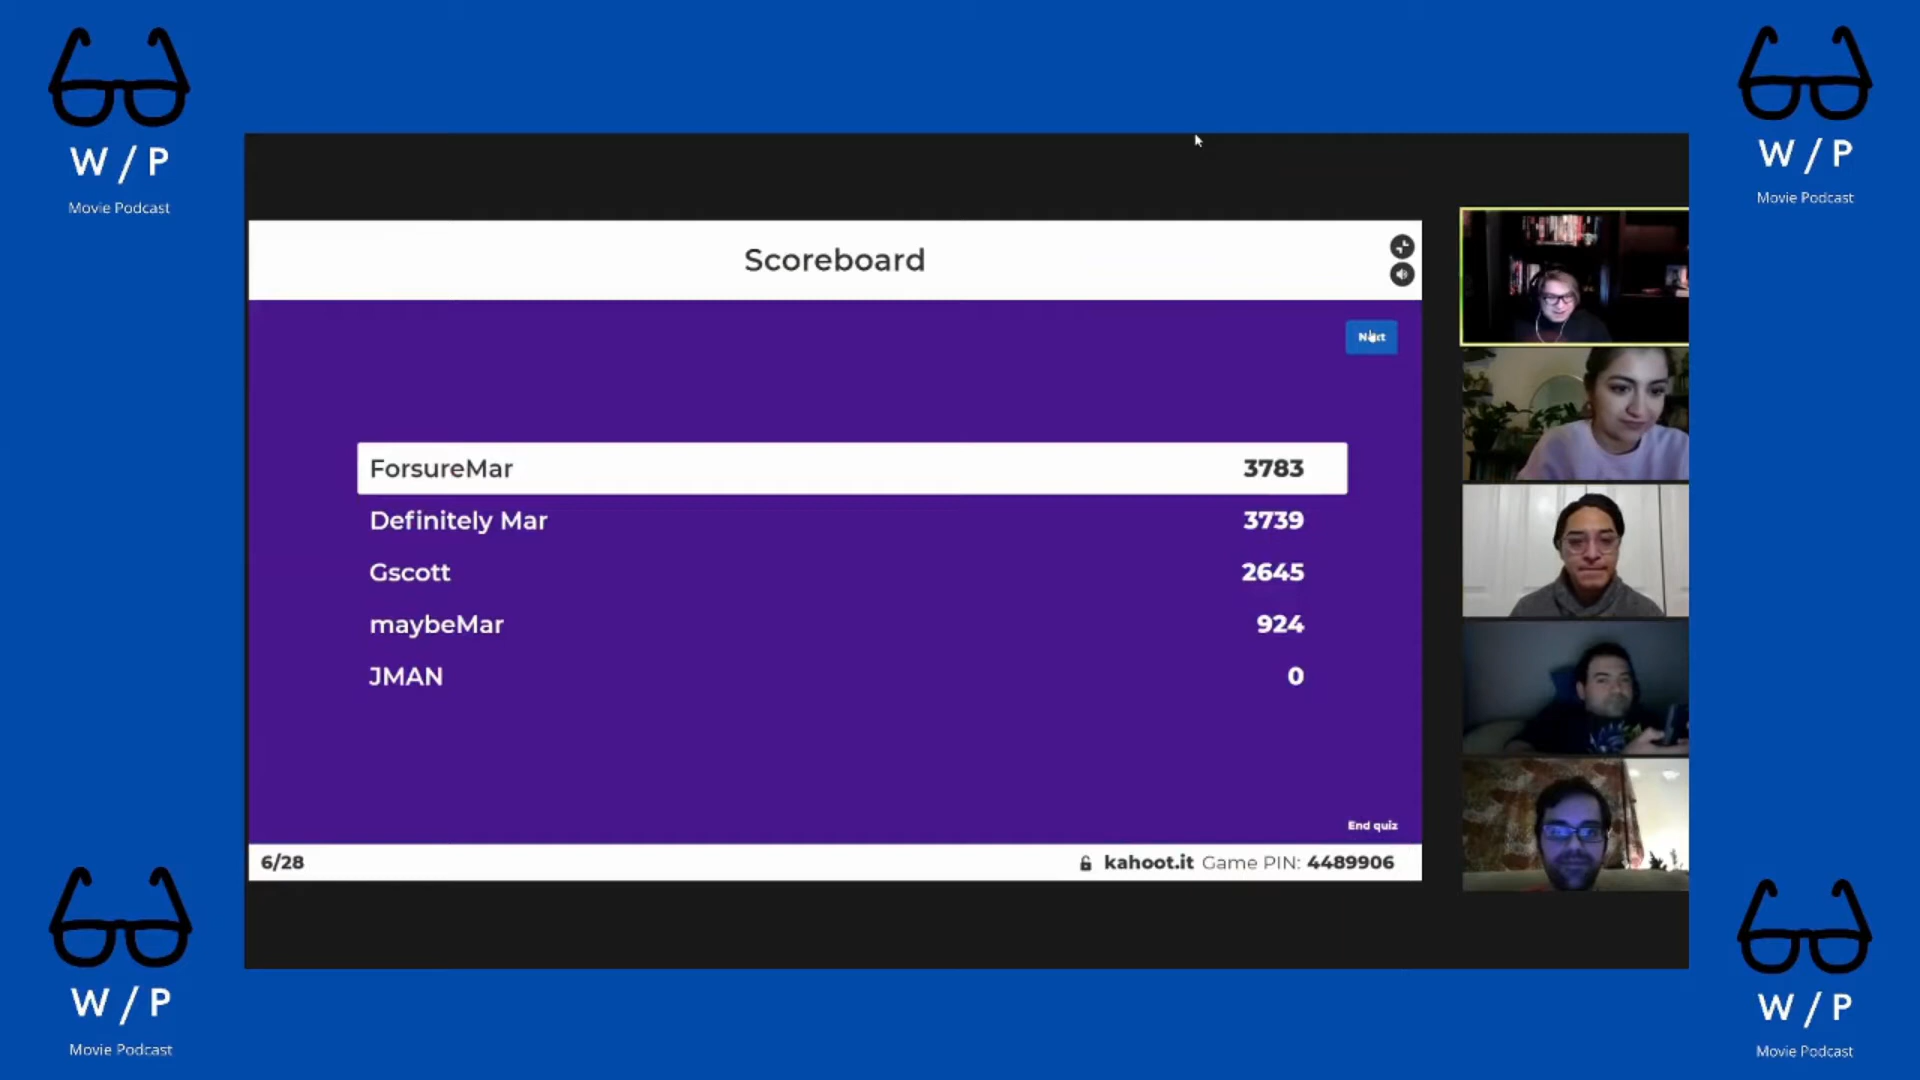 W / P
Movie Podcast
W / P
Movie Podcast
Scoreboard
Next
ForsureMar 3783
Definitely Mar 3739
Gscott 2645
maybeMar 924
JMAN 0
End quiz
6/28
kahoot.it Game PIN: 4489906
W / P
Movie Podcast
W / P
Movie Podcast